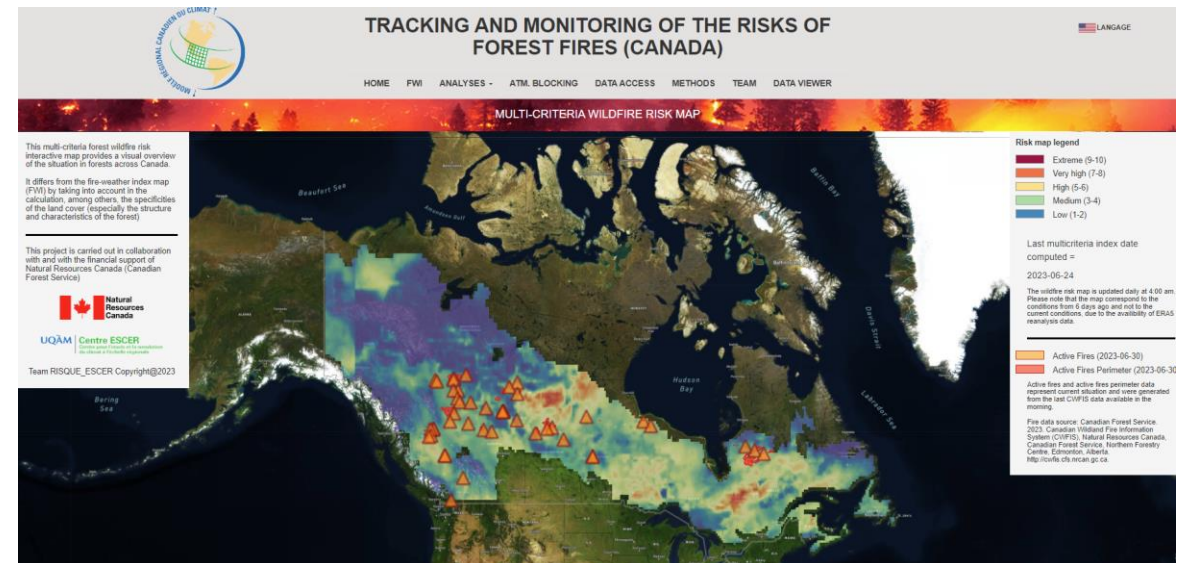 MODÈLE RÉGIONAL CANADIEN DU CLIMAT !
TRACKING AND MONITORING OF THE RISKS OF
FOREST FIRES (CANADA)
LANGAGE
HOME FWI ANALYSES - ATM. BLOCKING DATA ACCESS METHODS TEAM DATA VIEWER
MULTI-CRITERIA WILDFIRE RISK MAP
This multi-criteria forest wildfire risk
interactive map provides a visual overview
of the situation in forests across Canada.
It differs from the fire-weather index map
(FWI) by taking into account in the
calculation, among others, the specificities
of the land cover (especially the structure
and characteristics of the forest)
This project is carried out in collaboration
with and with the financial support of
Natural Resources Canada (Canadian
Forest Service)
Natural
Resources
Canada
UQÀM Centre ESCER
Team RISQUE_ESCER Copyright@2023
Beaufort Sea
Amundsen Gulf
Baffin Bay
Davis Strait
Hudson
Bay
Labrador Sea
Bering
Sea
Risk map legend
Extreme (9-10)
Very high (7-8)
High (5-6)
Medium (3-4)
Low (1-2)
Last multicriteria index date
computed =
2023-06-24
The wildfire risk map is updated daily at 4:00 am.
Please note that the map correspond to the
conditions from 6 days ago and not to the
current conditions, due to the availibility of ERA5
reanalysis data.
Active Fires (2023-06-30)
Active Fires Perimeter (2023-06-30
Active fires and active fires perimeter data
represent current situation and were generated
from the last CWFIS data available in the
morning.
Fire data source: Canadian Forest Service.
2023. Canadian Wildland Fire Information
System (CWFIS), Natural Resources Canada,
Canadian Forest Service, Northern Forestry
Centre, Edmonton, Alberta.
http://cwfis.cfs.nrcan.gc.ca.